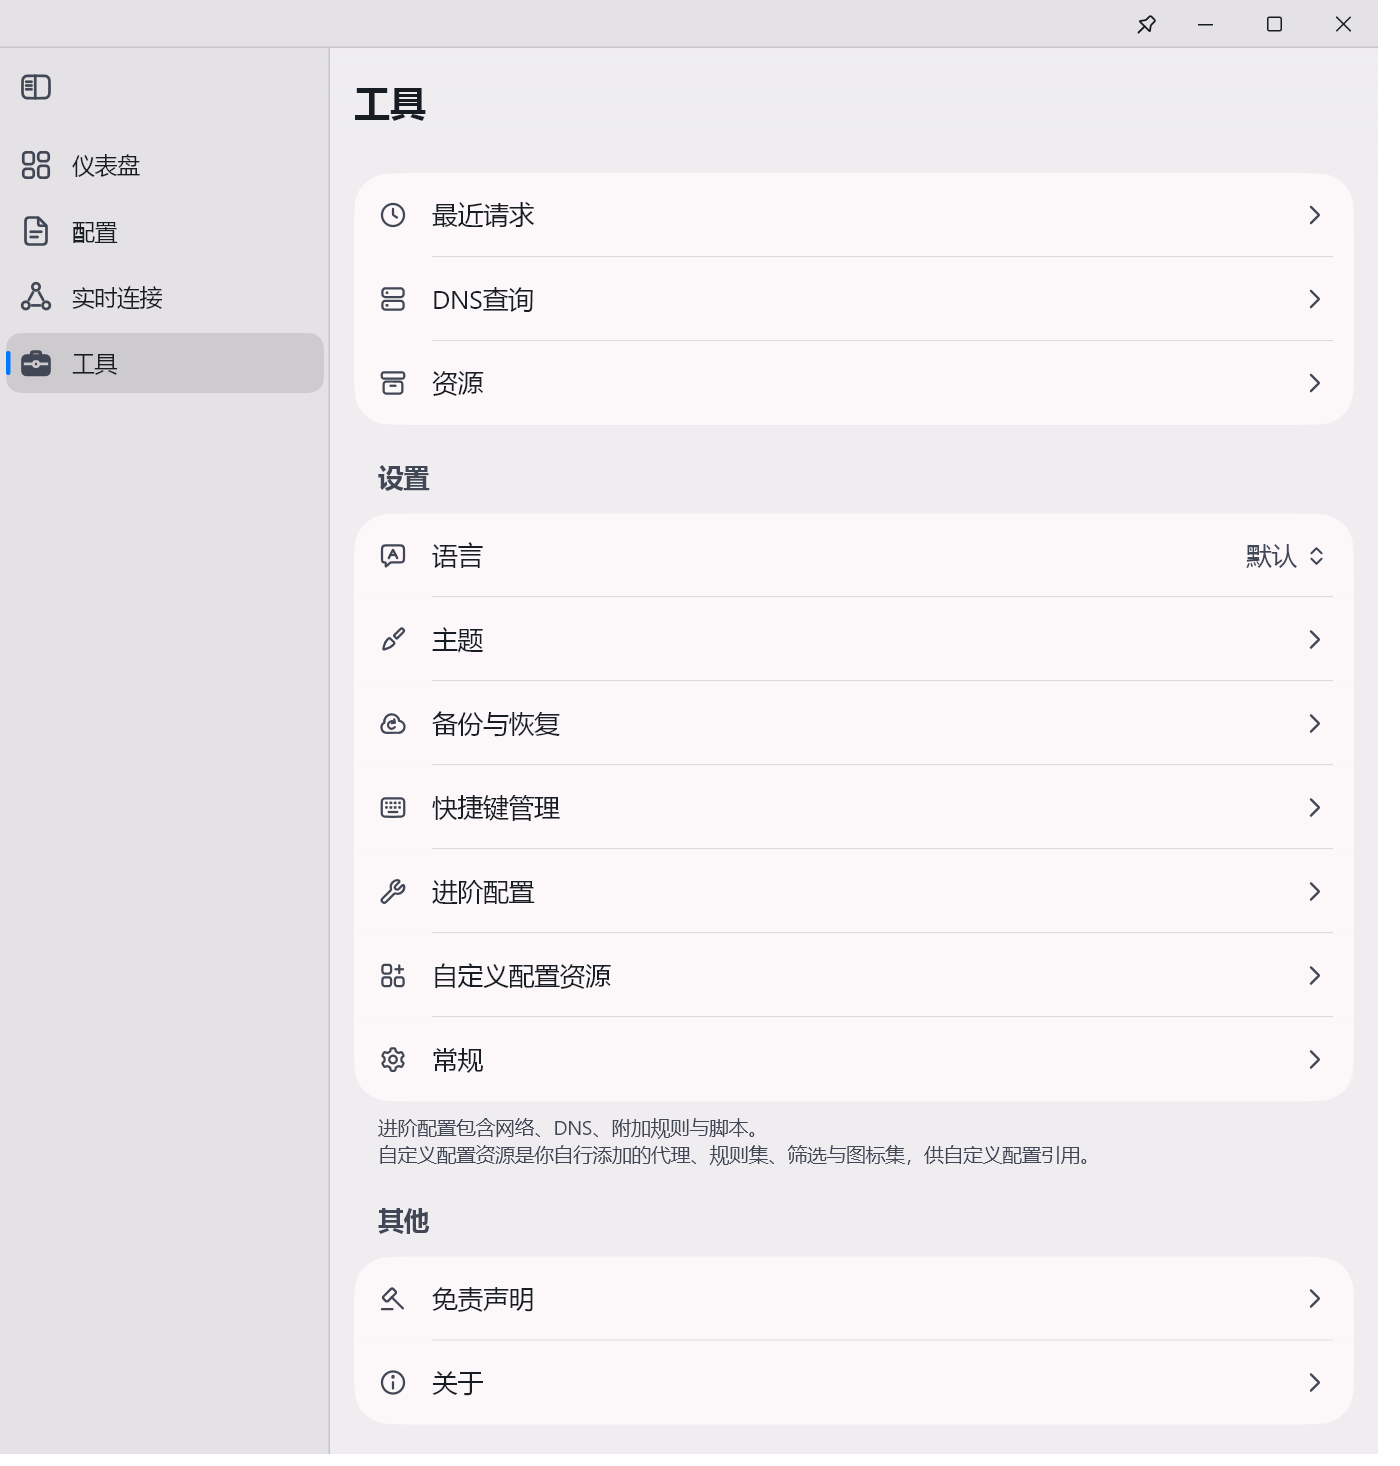 仪表盘
配置
实时连接
工具
工具
最近请求
DNS查询
资源
设置
语言 默认
主题
备份与恢复
快捷键管理
进阶配置
自定义配置资源
常规
进阶配置包含网络、DNS、附加规则与脚本。
自定义配置资源是你自行添加的代理、规则集、筛选与图标集，供自定义配置引用。
其他
免责声明
关于